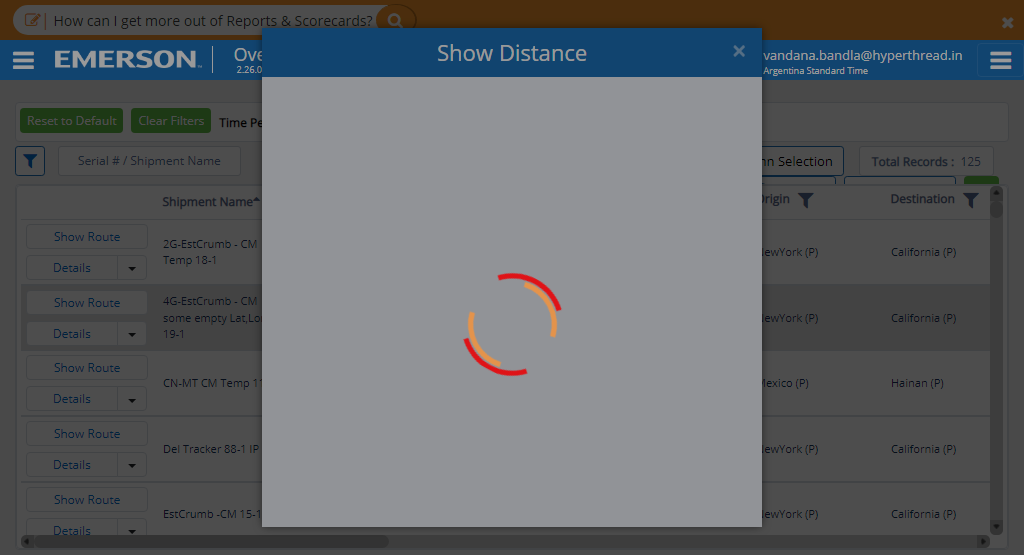 How can I get more out of Reports & Scorecards?
EMERSON
Ove
2.26.0
Show Distance
×
vandana.bandla@hyperthread.in
Argentina Standard Time
Reset to Default
Clear Filters
Time Pe
Serial # / Shipment Name
mn Selection
Total Records : 125
Shipment Name
Origin
Destination
Show Route
Details
2G-EstCrumb - CM
Temp 18-1
NewYork (P)
California (P)
Show Route
Details
4G-EstCrumb - CM
some empty Lat,Lo
19-1
NewYork (P)
California (P)
Show Route
Details
CN-MT CM Temp 1
Mexico (P)
Hainan (P)
Show Route
Details
Del Tracker 88-1 IP
NewYork (P)
California (P)
Show Route
Details
EstCrumb -CM 15-1
NewYork (P)
California (P)